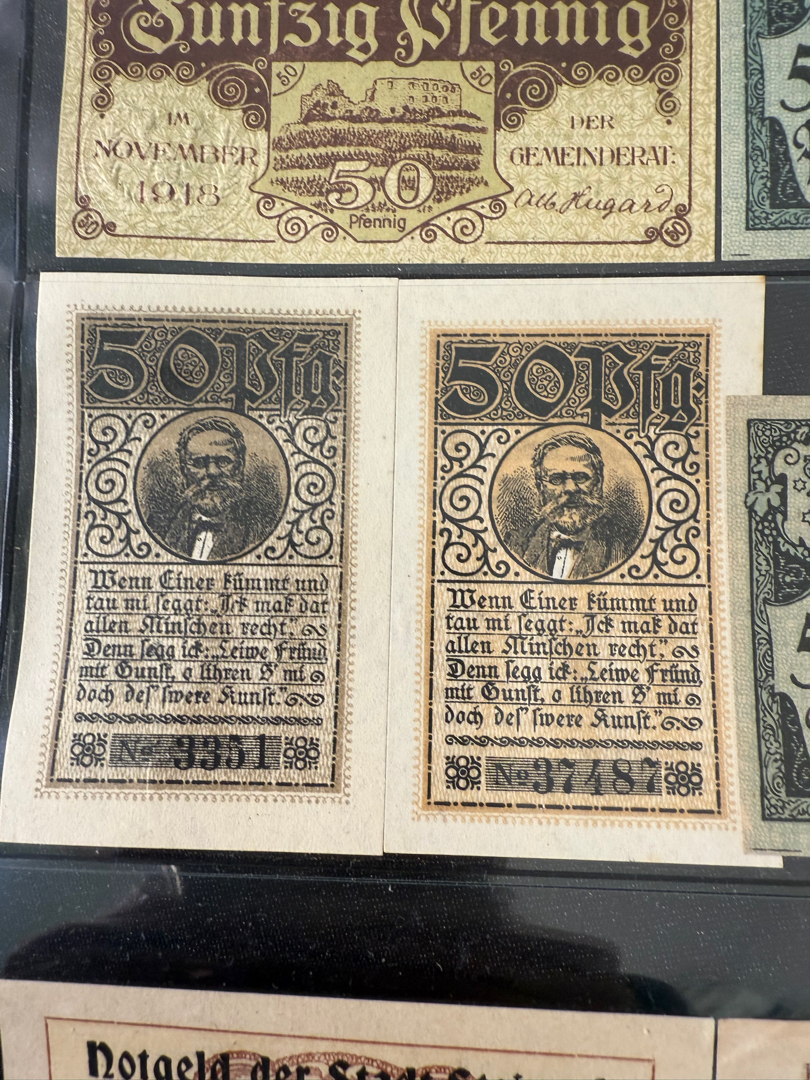 Fünfzig Pfennig
50
50
IM
NOVEMBER
1918
DER
GEMEINDERAT:
Alb. Hugard.
50
Pfennig
50
50
50 Pfg.
Wenn Einer kümmt und
tau mi seggt: „Ick mak dat
allen Minschen recht“.
Denn segg ick: „Leiwe Fründ
mit Gunst, o lihren S' mi
doch des' swere Kunst.“
No 3351
50 Pfg.
Wenn Einer kümmt und
tau mi seggt: „Ick mak dat
allen Minschen recht“.
Denn segg ick: „Leiwe Fründ,
mit Gunst, o lihren S' mi
doch des' swere Kunst.“
No 37487
Notgeld der Stadt